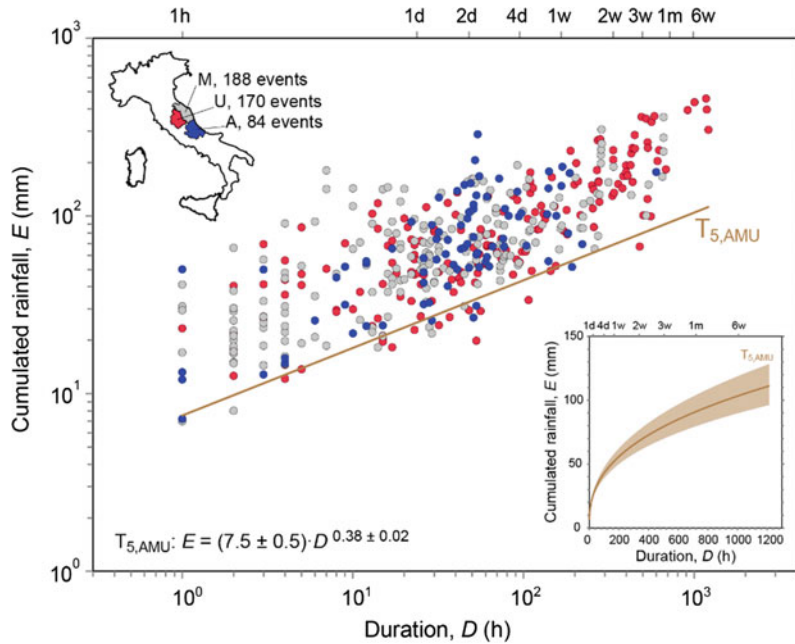 1h 1d 2d 4d 1w 2w 3w 1m 6w
10³
10²
10¹
10⁰
Cumulated rainfall, E (mm)
M, 188 events
U, 170 events
A, 84 events
T5,AMU
T5,AMU: E = (7.5 ± 0.5)·D^0.38 ± 0.02
10⁰ 10¹ 10² 10³
Duration, D (h)
1d 4d 1w 2w 3w 1m 6w
150
100
50
0
Cumulated rainfall, E (mm)
T5,AMU
0 200 400 600 800 1000 1200
Duration, D (h)